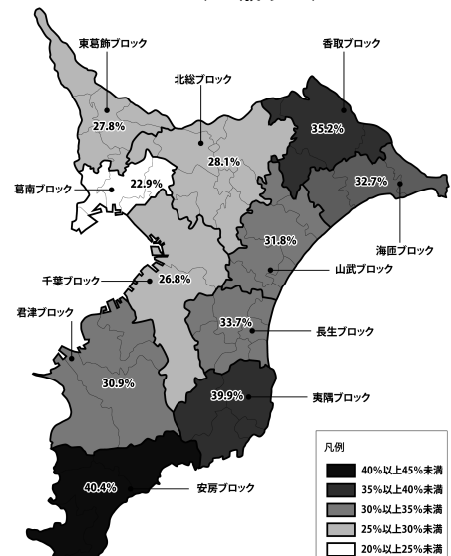 東葛飾ブロック
27.8%
北総ブロック
28.1%
香取ブロック
35.2%
葛南ブロック
22.9%
32.7%
海匝ブロック
31.8%
山武ブロック
千葉ブロック
26.8%
君津ブロック
30.9%
33.7%
長生ブロック
39.9%
夷隅ブロック
40.4%
安房ブロック
凡例
40%以上45%未満
35%以上40%未満
30%以上35%未満
25%以上30%未満
20%以上25%未満